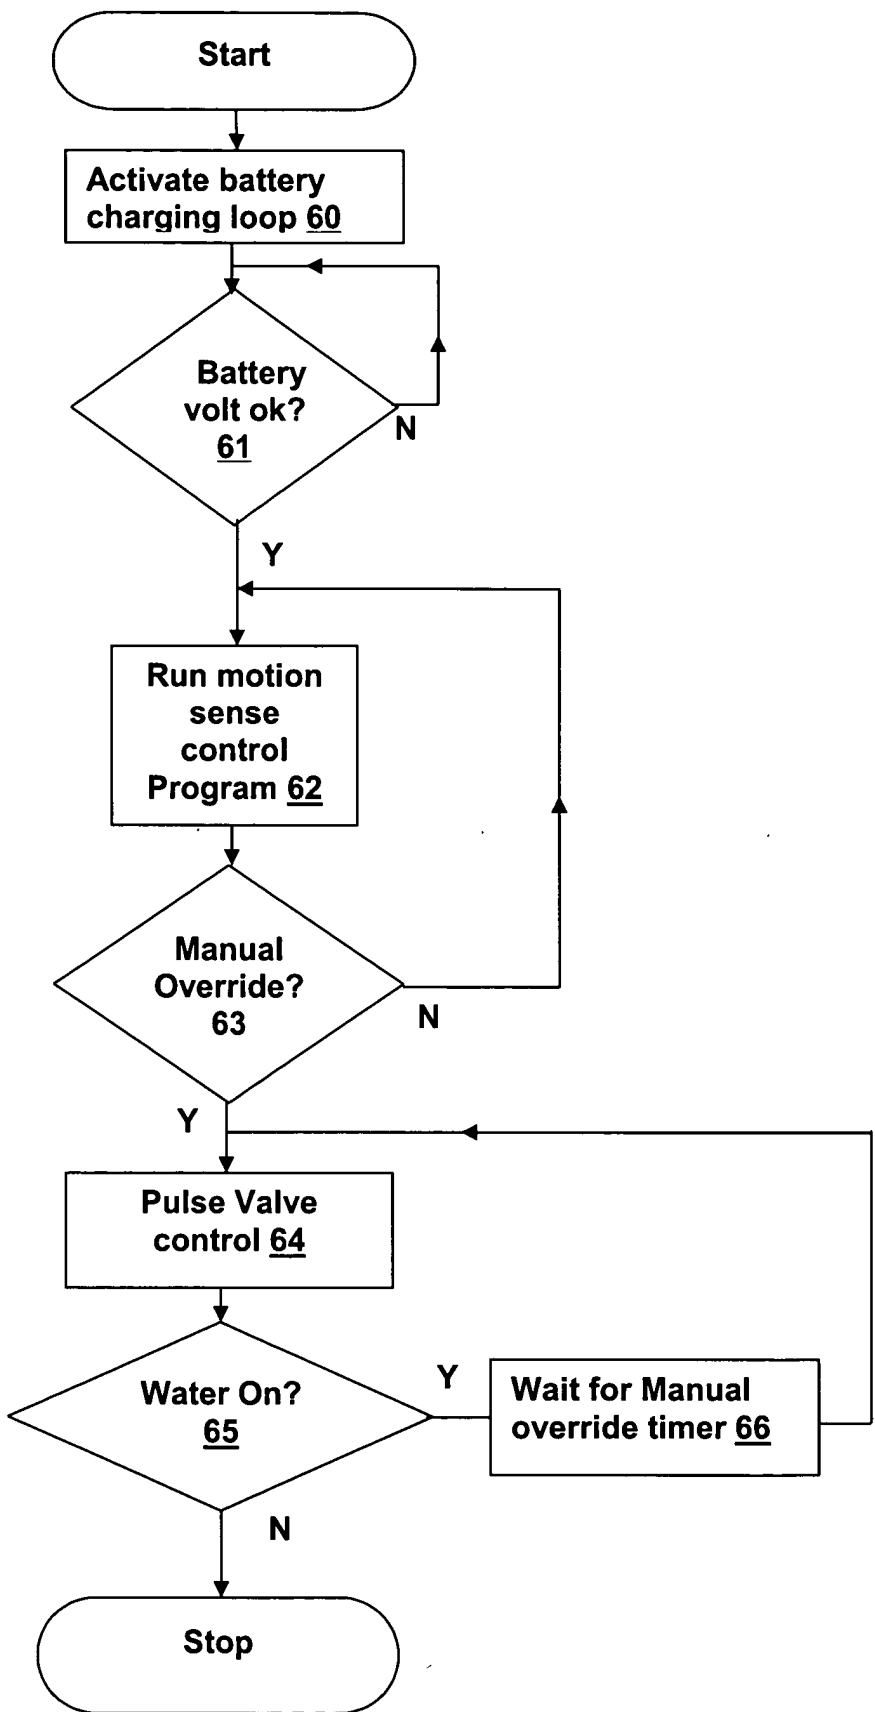 Start
Activate battery
charging loop 60
Battery
volt ok?
61
N
Y
Run motion
sense
control
Program 62
Manual
Override?
63
N
Y
Pulse Valve
control 64
Water On?
65
Y
Wait for Manual
override timer 66
N
Stop